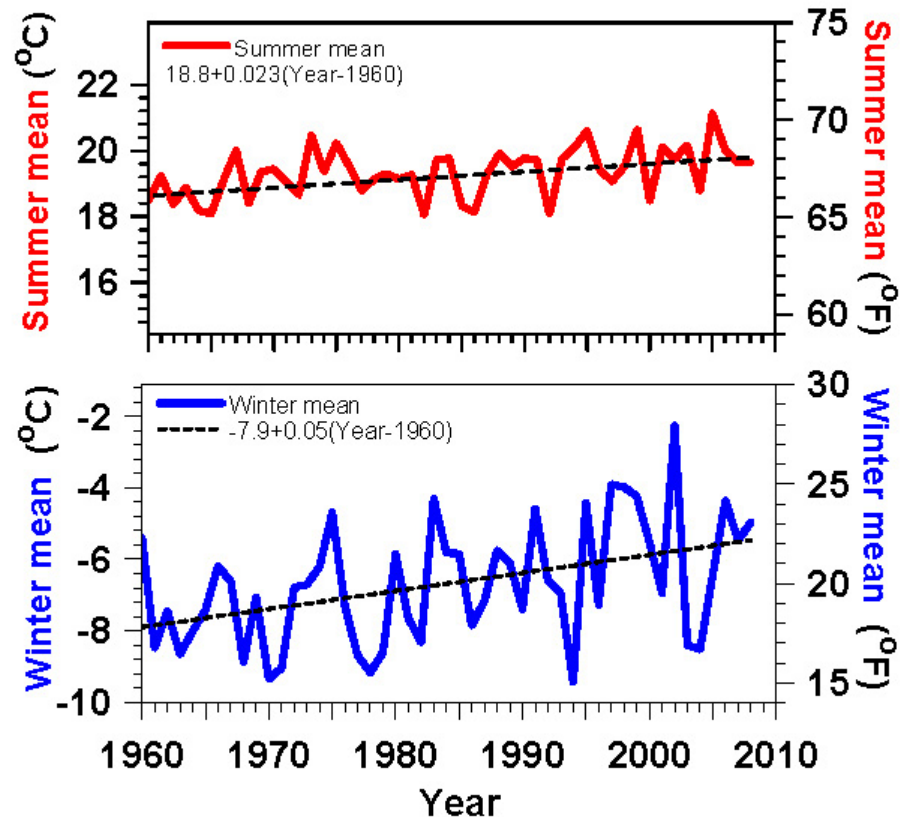 Summer mean (°C)
22
20
18
16
Summer mean
18.8+0.023(Year-1960)
75
70
65
60
Summer mean (°F)
Winter mean (°C)
-2
-4
-6
-8
-10
Winter mean
-7.9+0.05(Year-1960)
30
25
20
15
Winter mean (°F)
1960 1970 1980 1990 2000 2010
Year